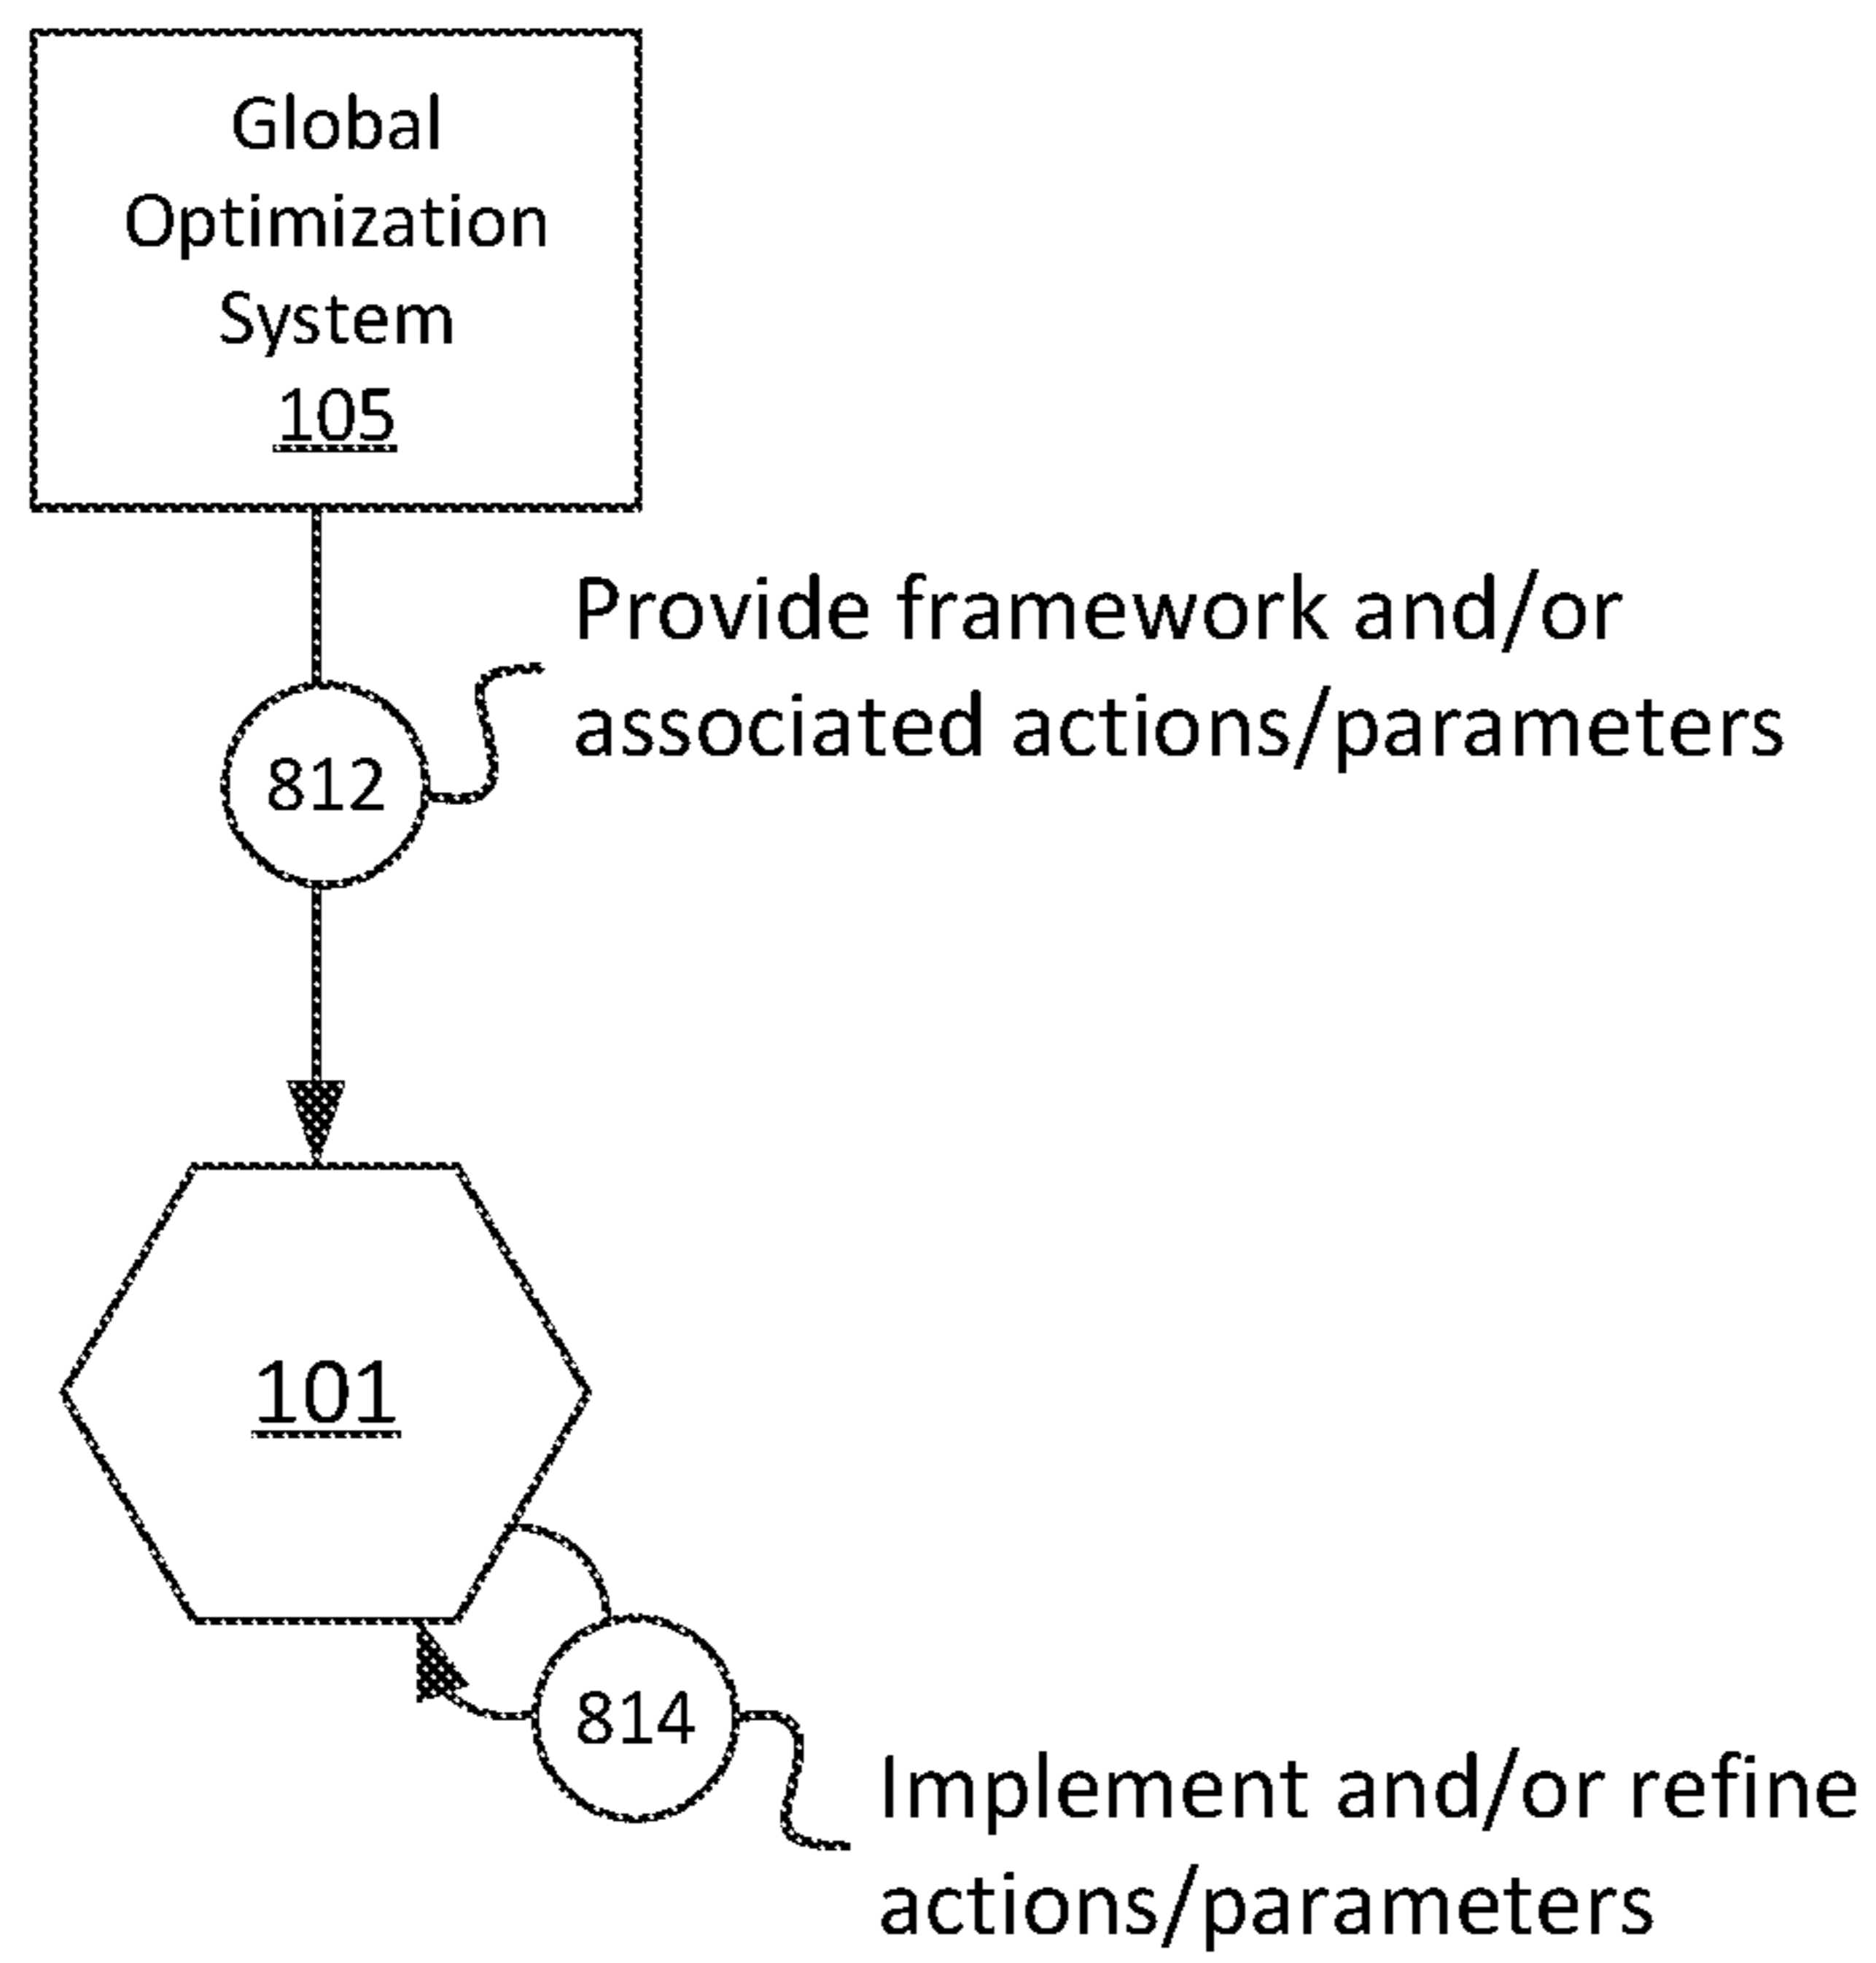 Global
Optimization
System
105
Provide framework and/or
associated actions/parameters
812
101
814
Implement and/or refine
actions/parameters